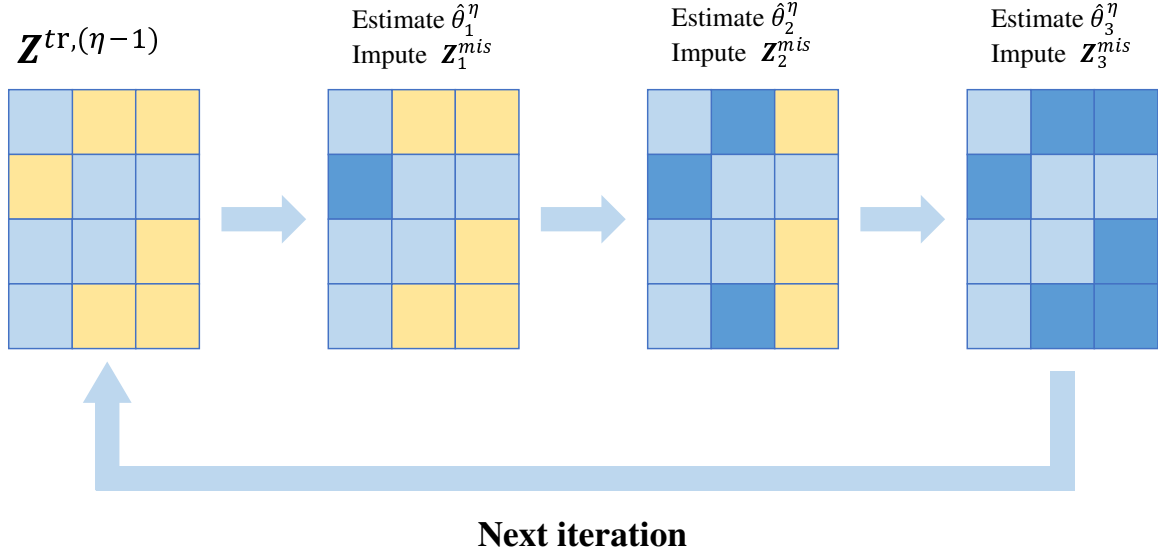 𝒁^{tr,(η−1)}
Estimate θ̂_1^η
Impute 𝒁_1^{mis}
Estimate θ̂_2^η
Impute 𝒁_2^{mis}
Estimate θ̂_3^η
Impute 𝒁_3^{mis}
Next iteration